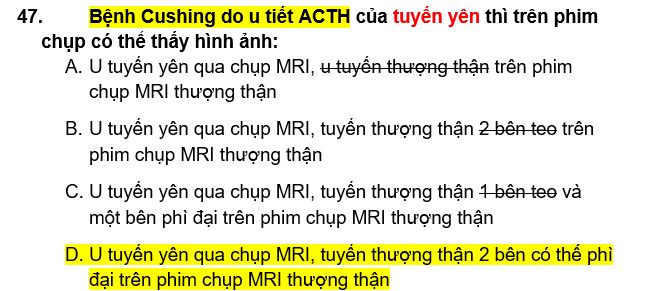 47. Bệnh Cushing do u tiết ACTH của tuyến yên thì trên phim
chụp có thể thấy hình ảnh:
A. U tuyến yên qua chụp MRI, u tuyến thượng thận trên phim
chụp MRI thượng thận
B. U tuyến yên qua chụp MRI, tuyến thượng thận 2 bên teo trên
phim chụp MRI thượng thận
C. U tuyến yên qua chụp MRI, tuyến thượng thận 1 bên teo và
một bên phì đại trên phim chụp MRI thượng thận
D. U tuyến yên qua chụp MRI, tuyến thượng thận 2 bên có thể phì
đại trên phim chụp MRI thượng thận